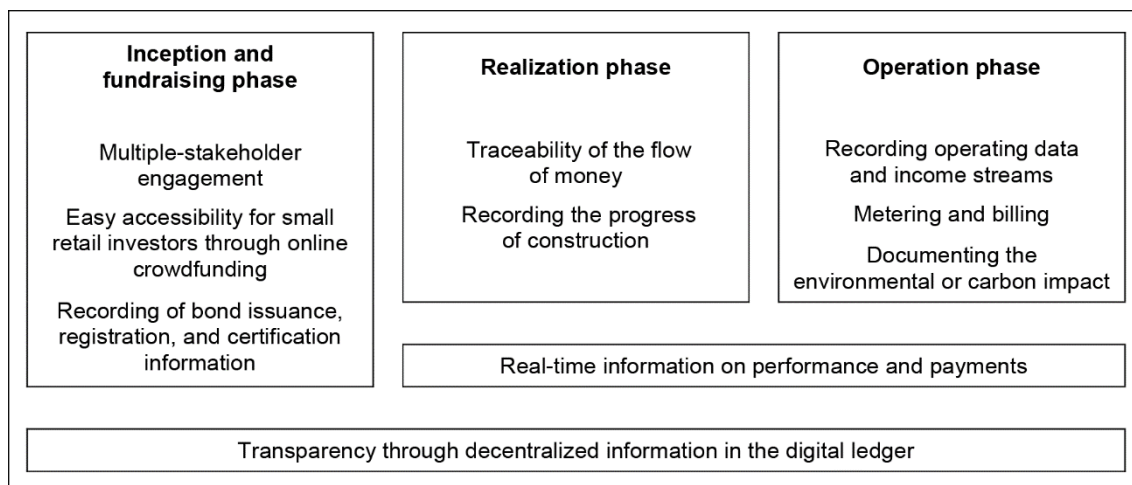 Inception and
fundraising phase
Multiple-stakeholder
engagement
Easy accessibility for small
retail investors through online
crowdfunding
Recording of bond issuance,
registration, and certification
information
Realization phase
Traceability of the flow
of money
Recording the progress
of construction
Operation phase
Recording operating data
and income streams
Metering and billing
Documenting the
environmental or carbon impact
Real-time information on performance and payments
Transparency through decentralized information in the digital ledger